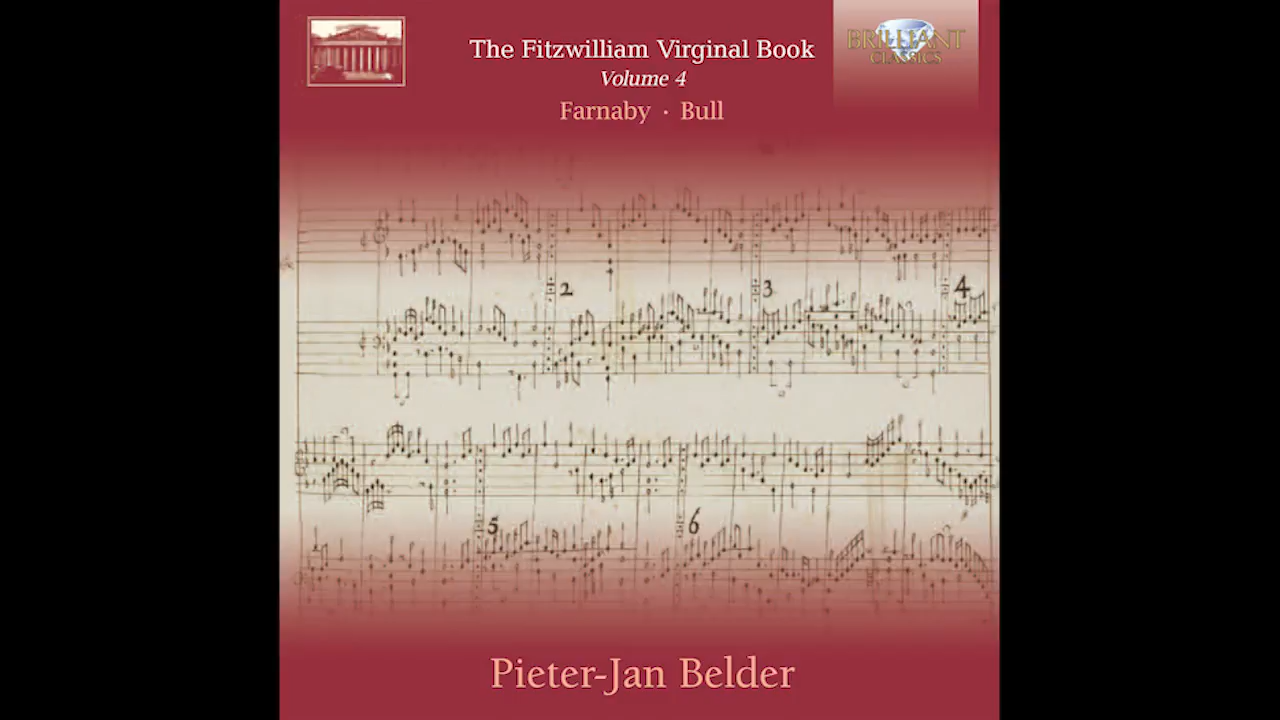 The Fitzwilliam Virginal Book
Volume 4
Farnaby · Bull
BRILLIANT
CLASSICS
2
3
4
5
6
Pieter-Jan Belder